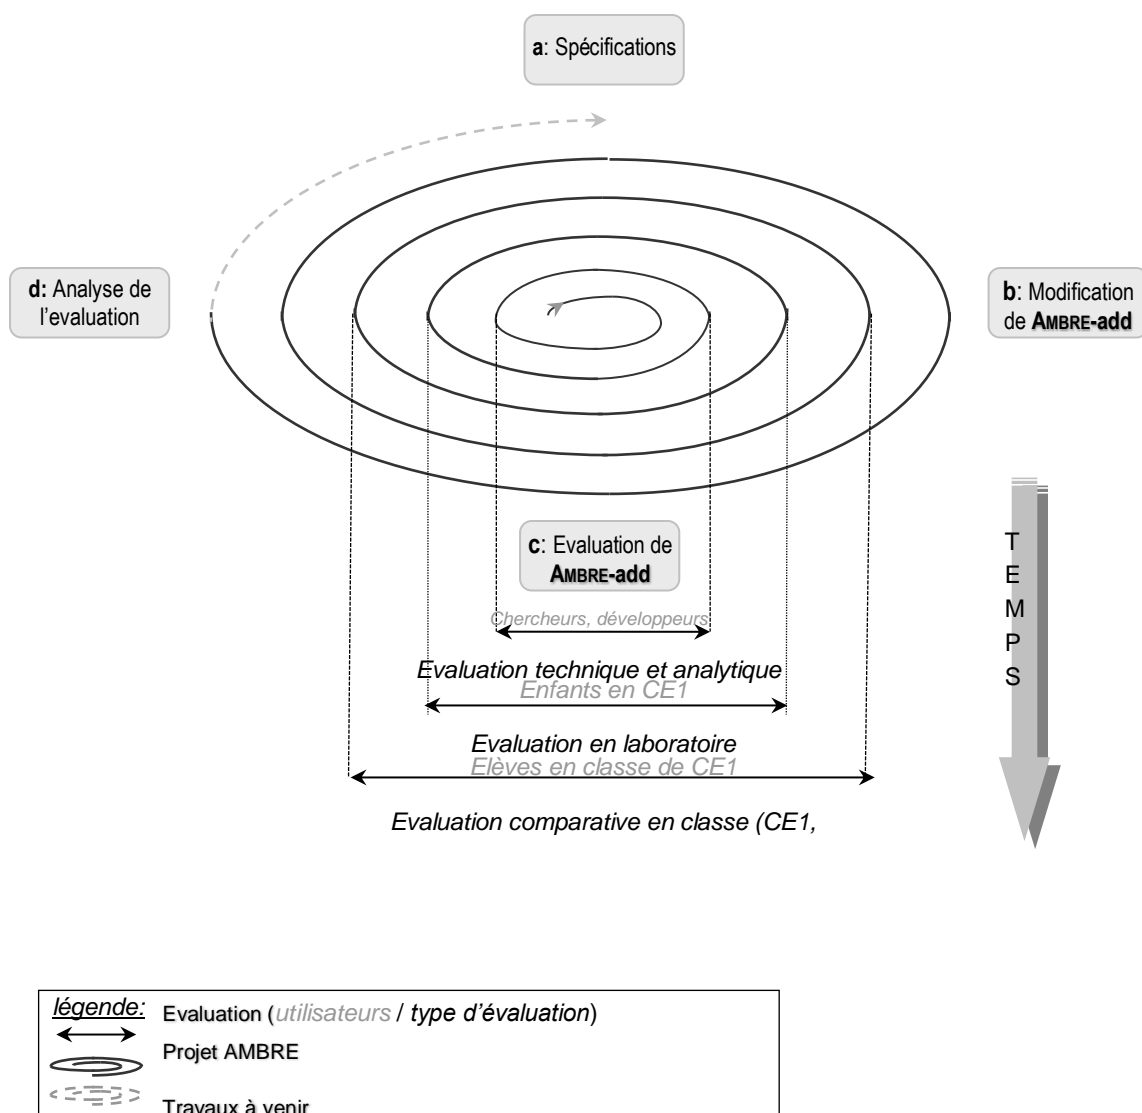 a: Spécifications
d: Analyse de
l’evaluation
b: Modification
de AMBRE-add
c: Evaluation de
AMBRE-add
T
E
M
P
S
Chercheurs, développeurs
Evaluation technique et analytique
Enfants en CE1
Evaluation en laboratoire
Elèves en classe de CE1
Evaluation comparative en classe (CE1,
légende: Evaluation (utilisateurs / type d’évaluation)
Projet AMBRE
Travaux à venir